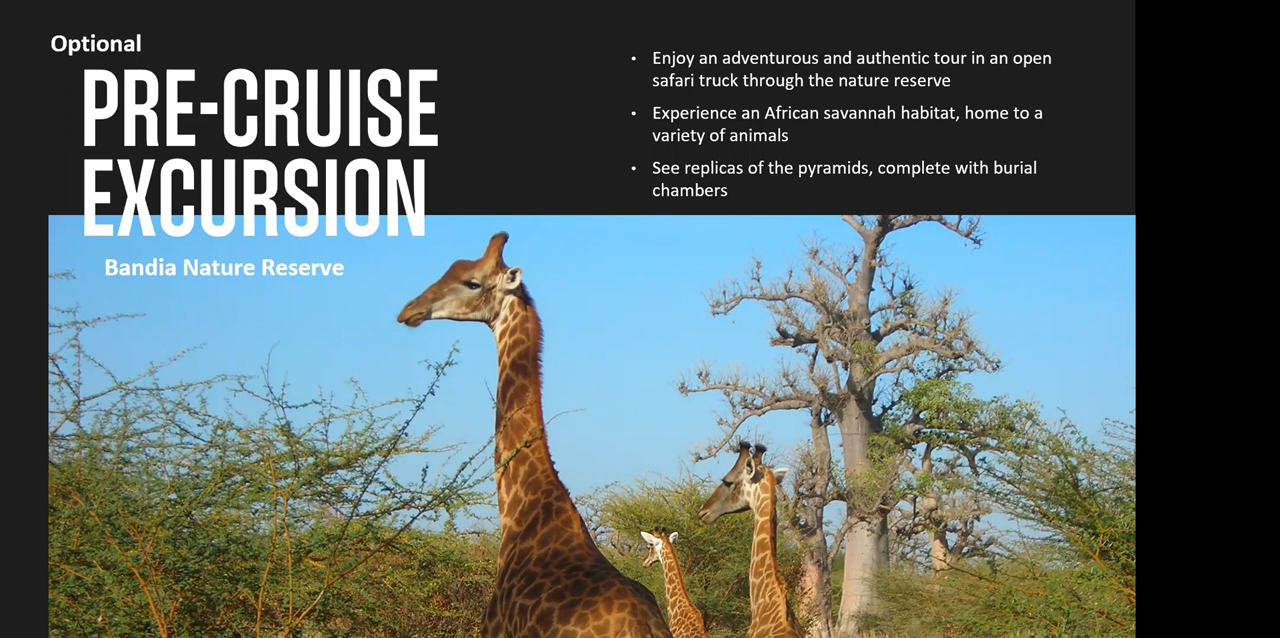 Optional
PRE-CRUISE
EXCURSION
Bandia Nature Reserve
• Enjoy an adventurous and authentic tour in an open
safari truck through the nature reserve
• Experience an African savannah habitat, home to a
variety of animals
• See replicas of the pyramids, complete with burial
chambers